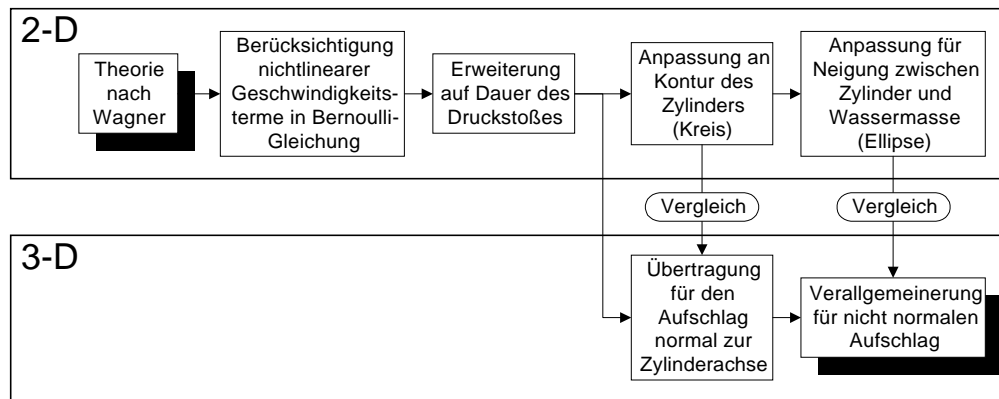 2-D
Theorie
nach
Wagner
Berücksichtigung
nichtlinearer
Geschwindigkeits-
terme in Bernoulli-
Gleichung
Erweiterung
auf Dauer des
Druckstoßes
Anpassung an
Kontur des
Zylinders
(Kreis)
Anpassung für
Neigung zwischen
Zylinder und
Wassermasse
(Ellipse)
Vergleich
Vergleich
3-D
Übertragung
für den
Aufschlag
normal zur
Zylinderachse
Verallgemeinerung
für nicht normalen
Aufschlag